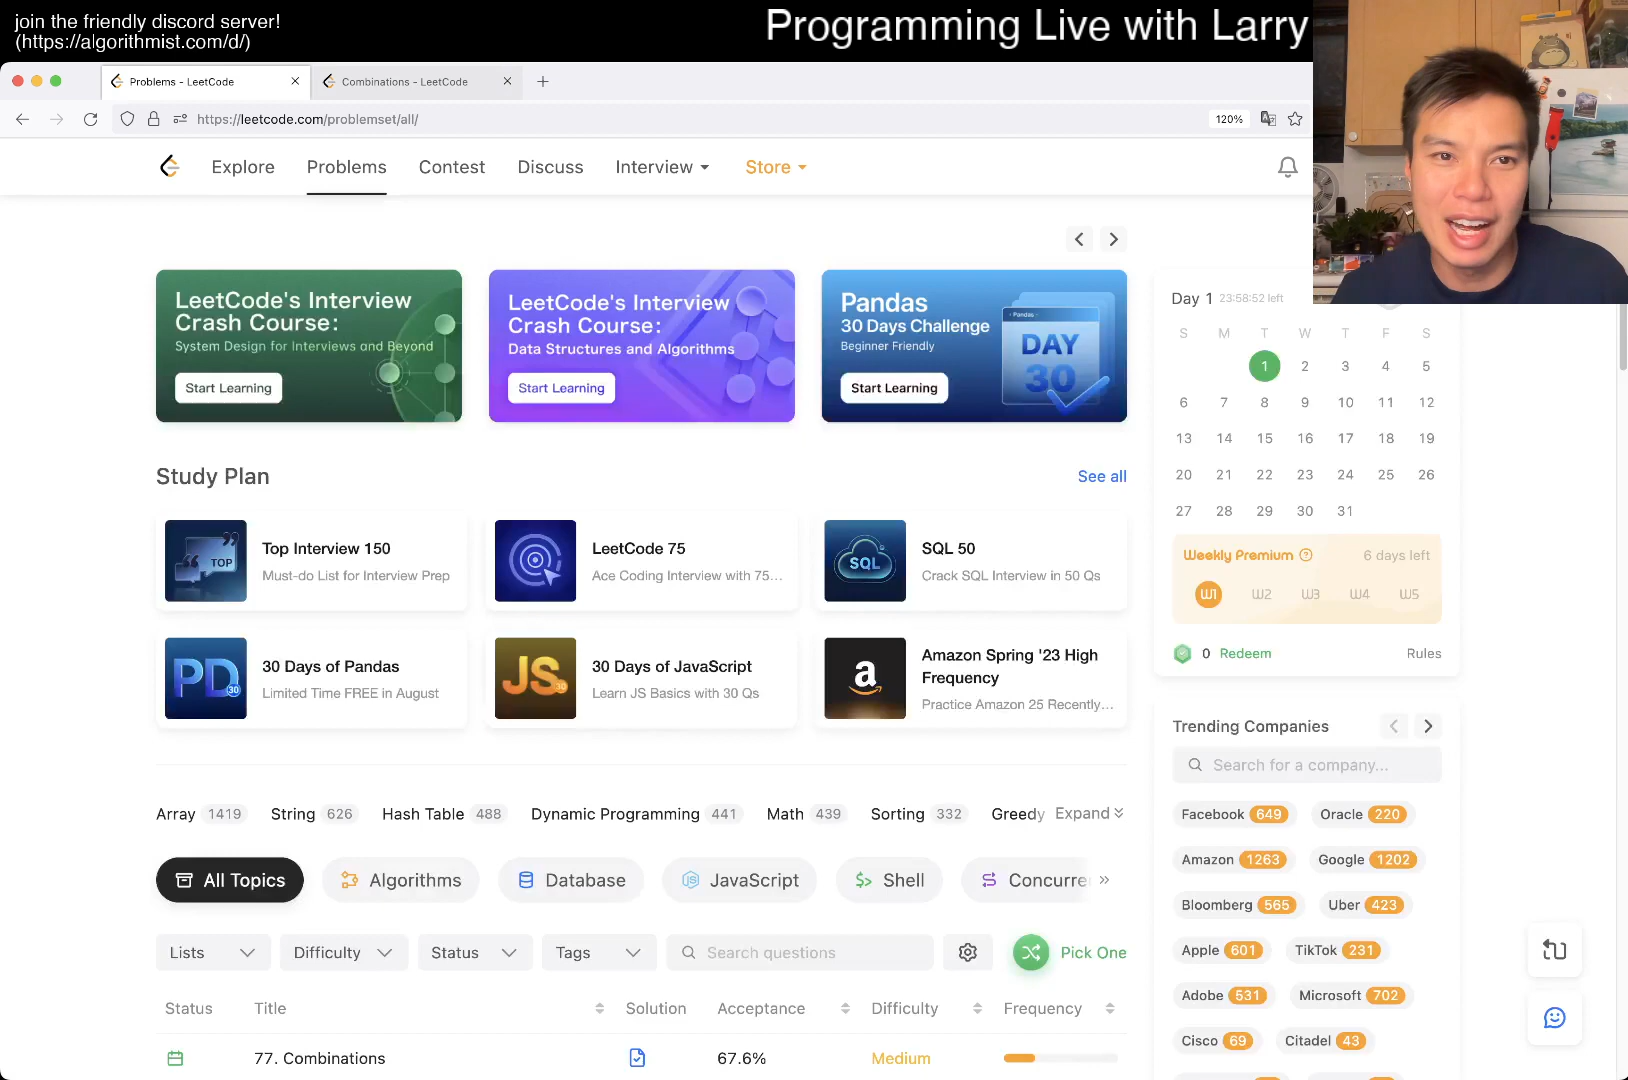 join the friendly discord server!
(https://algorithmist.com/d/)
Programming Live with Larry
Problems - LeetCode
Combinations - LeetCode
https://leetcode.com/problemset/all/
120%
Explore
Problems
Contest
Discuss
Interview
Store
LeetCode's Interview
Crash Course:
System Design for Interviews and Beyond
Start Learning
LeetCode's Interview
Crash Course:
Data Structures and Algorithms
Start Learning
Pandas
30 Days Challenge
Beginner Friendly
Start Learning
Pandas
DAY
30
Day 1 23:58:52 left
S M T W T F S
1 2 3 4 5
6 7 8 9 10 11 12
13 14 15 16 17 18 19
20 21 22 23 24 25 26
27 28 29 30 31
Weekly Premium ? 6 days left
W1 W2 W3 W4 W5
0 Redeem Rules
Study Plan
See all
TOP
Top Interview 150
Must-do List for Interview Prep
LeetCode 75
Ace Coding Interview with 75...
SQL
SQL 50
Crack SQL Interview in 50 Qs
PD 30
30 Days of Pandas
Limited Time FREE in August
JS 30
30 Days of JavaScript
Learn JS Basics with 30 Qs
a
Amazon Spring '23 High
Frequency
Practice Amazon 25 Recently...
Trending Companies
Search for a company...
Facebook 649 Oracle 220
Amazon 1263 Google 1202
Bloomberg 565 Uber 423
Apple 601 TikTok 231
Adobe 531 Microsoft 702
Cisco 69 Citadel 43
Array 1419 String 626 Hash Table 488 Dynamic Programming 441 Math 439 Sorting 332 Greedy Expand
All Topics Algorithms Database JavaScript Shell Concurre
Lists Difficulty Status Tags Search questions Pick One
Status Title Solution Acceptance Difficulty Frequency
77. Combinations 67.6% Medium